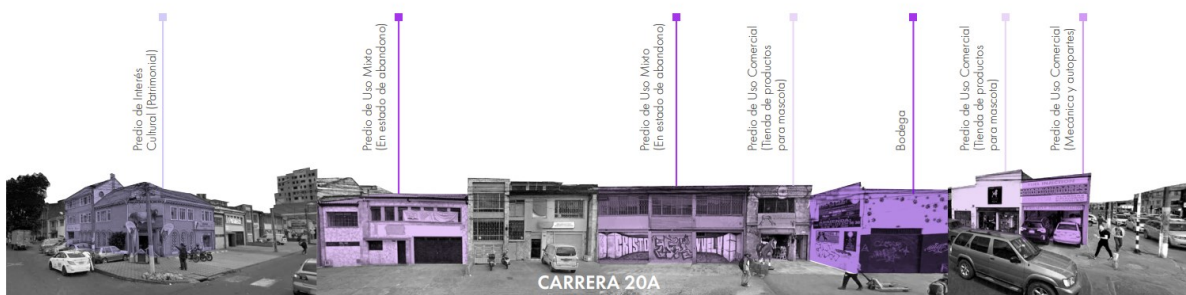 Predio de Interés
Cultural (Patrimonial)
Predio de Uso Mixto
(En estado de abandono)
Predio de Uso Mixto
(En estado de abandono)
Predio de Uso Comercial
(Tienda de productos
para mascota)
Bodega
Predio de Uso Comercial
(Tienda de productos
para mascota)
Predio de Uso Comercial
(Mecánica y autopartes)
CRISTO
VUELVE
CARRERA 20A